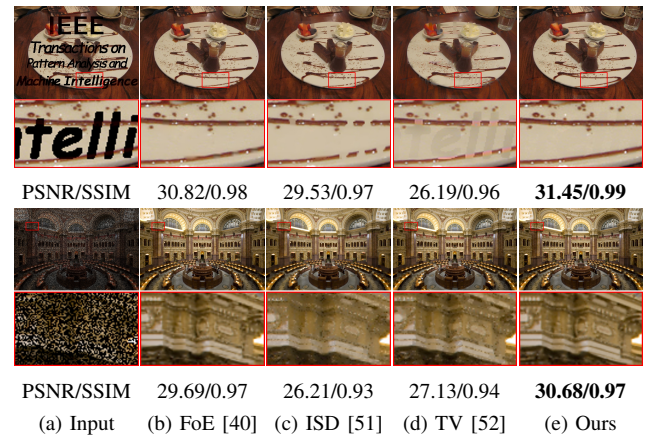 IEEE
Transactions on
Pattern Analysis and
Machine Intelligence
ntelli
PSNR/SSIM 30.82/0.98 29.53/0.97 26.19/0.96 31.45/0.99
PSNR/SSIM 29.69/0.97 26.21/0.93 27.13/0.94 30.68/0.97
(a) Input (b) FoE [40] (c) ISD [51] (d) TV [52] (e) Ours